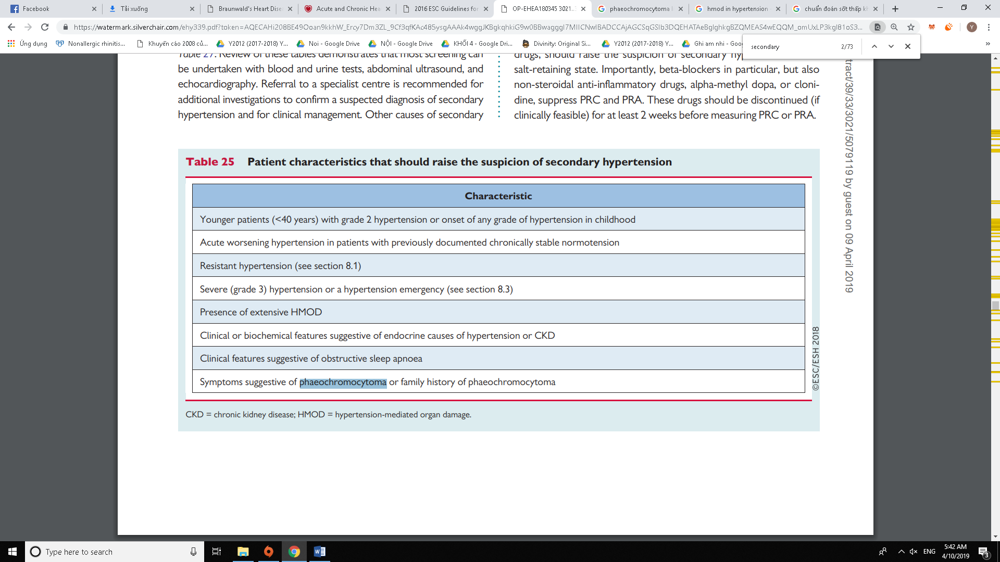 Facebook
Tải xuống
Braunwald's Heart Dise
Acute and Chronic Hea
2016 ESC Guidelines for
OP-EHEA180345 3021..
phaeochromocytoma l
hmod in hypertension
chuẩn đoán sốt thấp kh
https://watermark.silverchair.com/ehy339.pdf?token=
Ứng dụng
Nonallergic rhinitis...
Khuyến cáo 2008 củ...
Y2012 (2017-2018) Y...
Noi - Google Drive
NỘI - Google Drive
KHỐI 4 - Google Dri...
Divinity: Original Si...
Y2012 (2017-2018) Y...
Ghi am nhi - Goog
secondary
2/73
Table 27. Review of these tables demonstrates that most screening can
be undertaken with blood and urine tests, abdominal ultrasound, and
echocardiography. Referral to a specialist centre is recommended for
additional investigations to confirm a suspected diagnosis of secondary
hypertension and for clinical management. Other causes of secondary
drugs, should raise the suspicion of secondary hy
salt-retaining state. Importantly, beta-blockers in particular, but also
non-steroidal anti-inflammatory drugs, alpha-methyl dopa, or cloni-
dine, suppress PRC and PRA. These drugs should be discontinued (if
clinically feasible) for at least 2 weeks before measuring PRC or PRA.
tract/39/33/3021/5079119 by guest on 09 April 2019
Table 25 Patient characteristics that should raise the suspicion of secondary hypertension
Characteristic
Younger patients (<40 years) with grade 2 hypertension or onset of any grade of hypertension in childhood
Acute worsening hypertension in patients with previously documented chronically stable normotension
Resistant hypertension (see section 8.1)
Severe (grade 3) hypertension or a hypertension emergency (see section 8.3)
Presence of extensive HMOD
Clinical or biochemical features suggestive of endocrine causes of hypertension or CKD
Clinical features suggestive of obstructive sleep apnoea
Symptoms suggestive of phaeochromocytoma or family history of phaeochromocytoma
©ESC/ESH 2018
CKD = chronic kidney disease; HMOD = hypertension-mediated organ damage.
Type here to search
ENG
5:42 AM
4/10/2019
3
Y